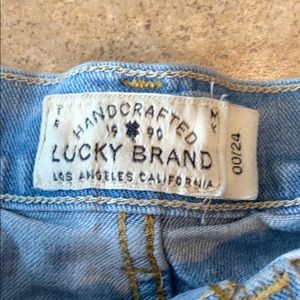 HANDCRAFTED
T R 19 90 M K
LUCKY BRAND
LOS ANGELES CALIFORNIA
00/24